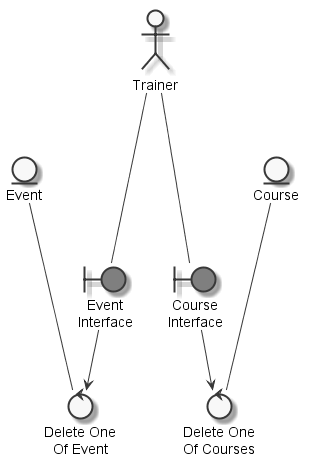 Trainer
Event
Course
Event
Interface
Course
Interface
Delete One
Of Event
Delete One
Of Courses